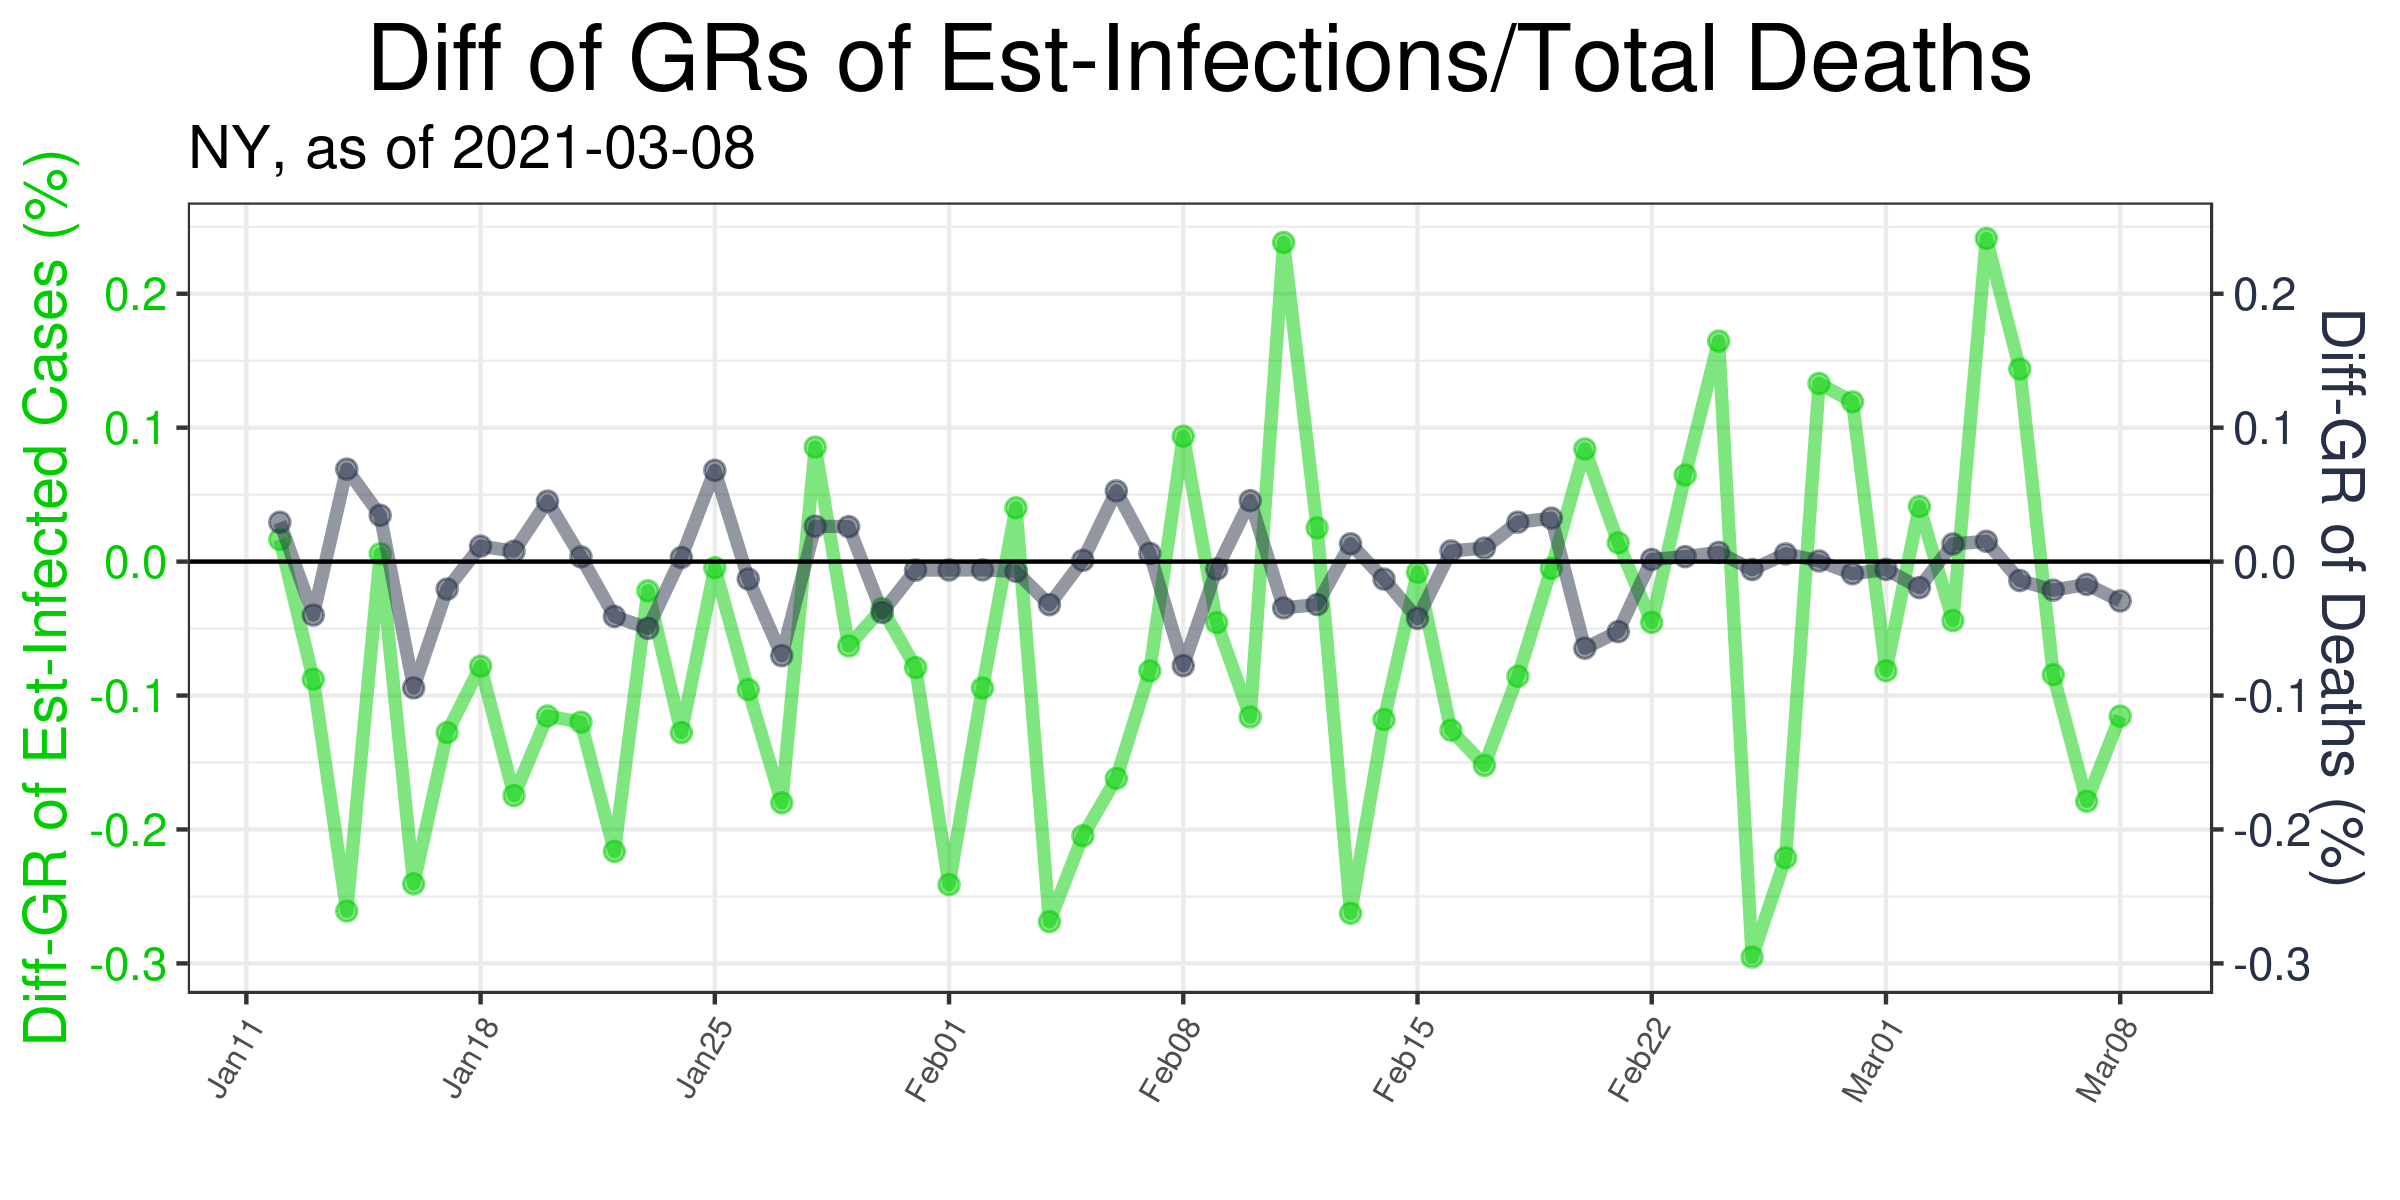 Diff of GRs of Est-Infections/Total Deaths
NY, as of 2021-03-08
Diff-GR of Est-Infected Cases (%)
0.2
0.1
0.0
-0.1
-0.2
-0.3
0.2
0.1
0.0
-0.1
-0.2
-0.3
Diff-GR of Deaths (%)
Jan11
Jan18
Jan25
Feb01
Feb08
Feb15
Feb22
Mar01
Mar08